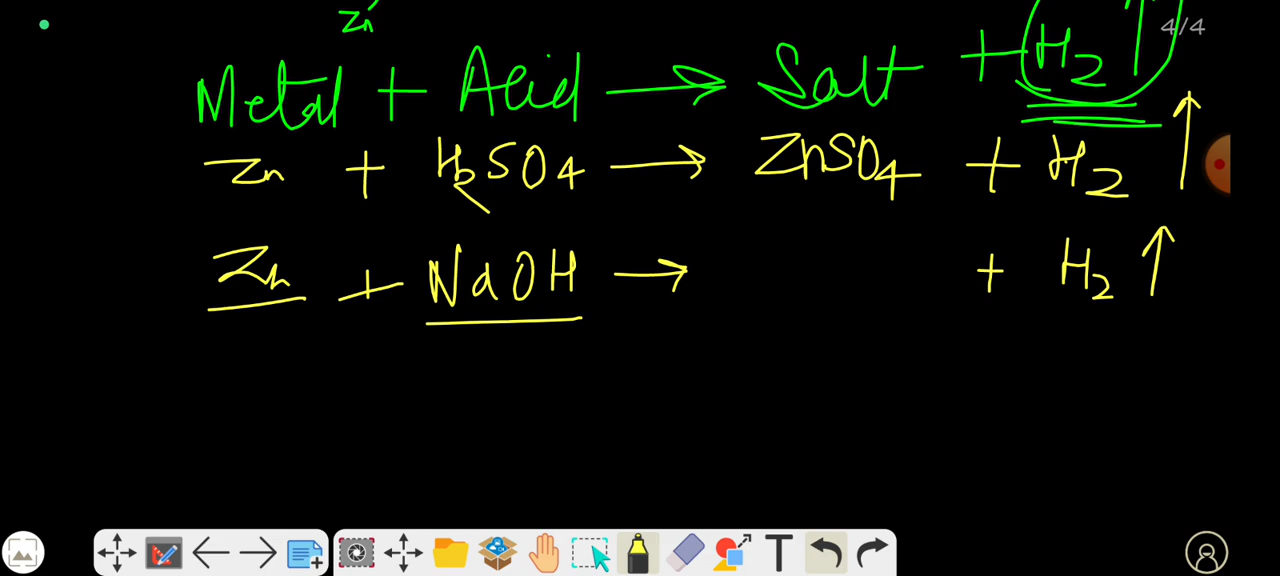 4/4
Zn
Metal + Acid → Salt + H₂ ↑
Zn + H₂SO₄ → ZnSO₄ + H₂ ↑
Zn + NaOH → + H₂ ↑
T